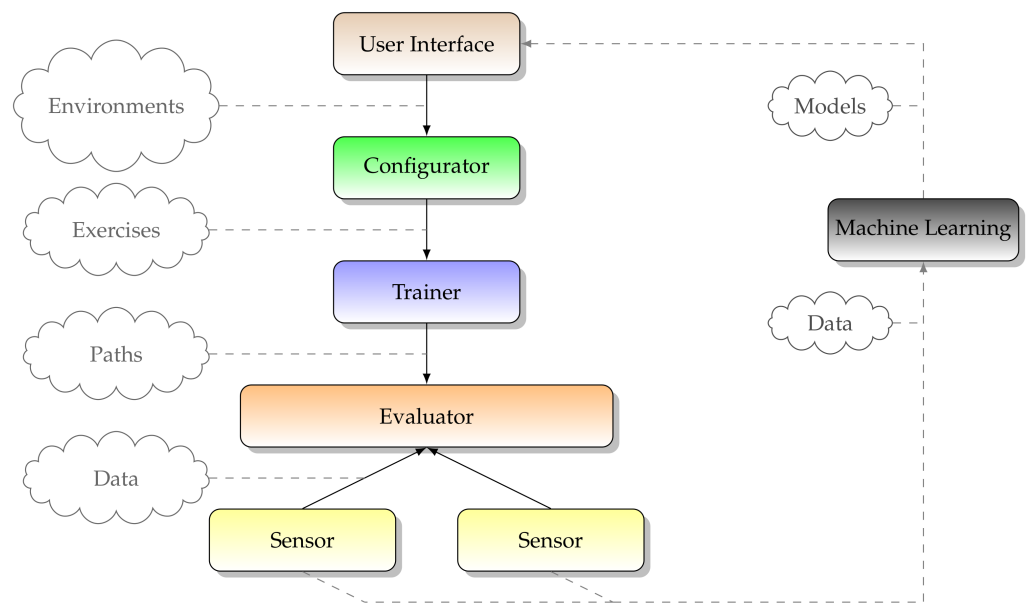 User Interface
Environments
Models
Configurator
Exercises
Machine Learning
Trainer
Data
Paths
Evaluator
Data
Sensor
Sensor